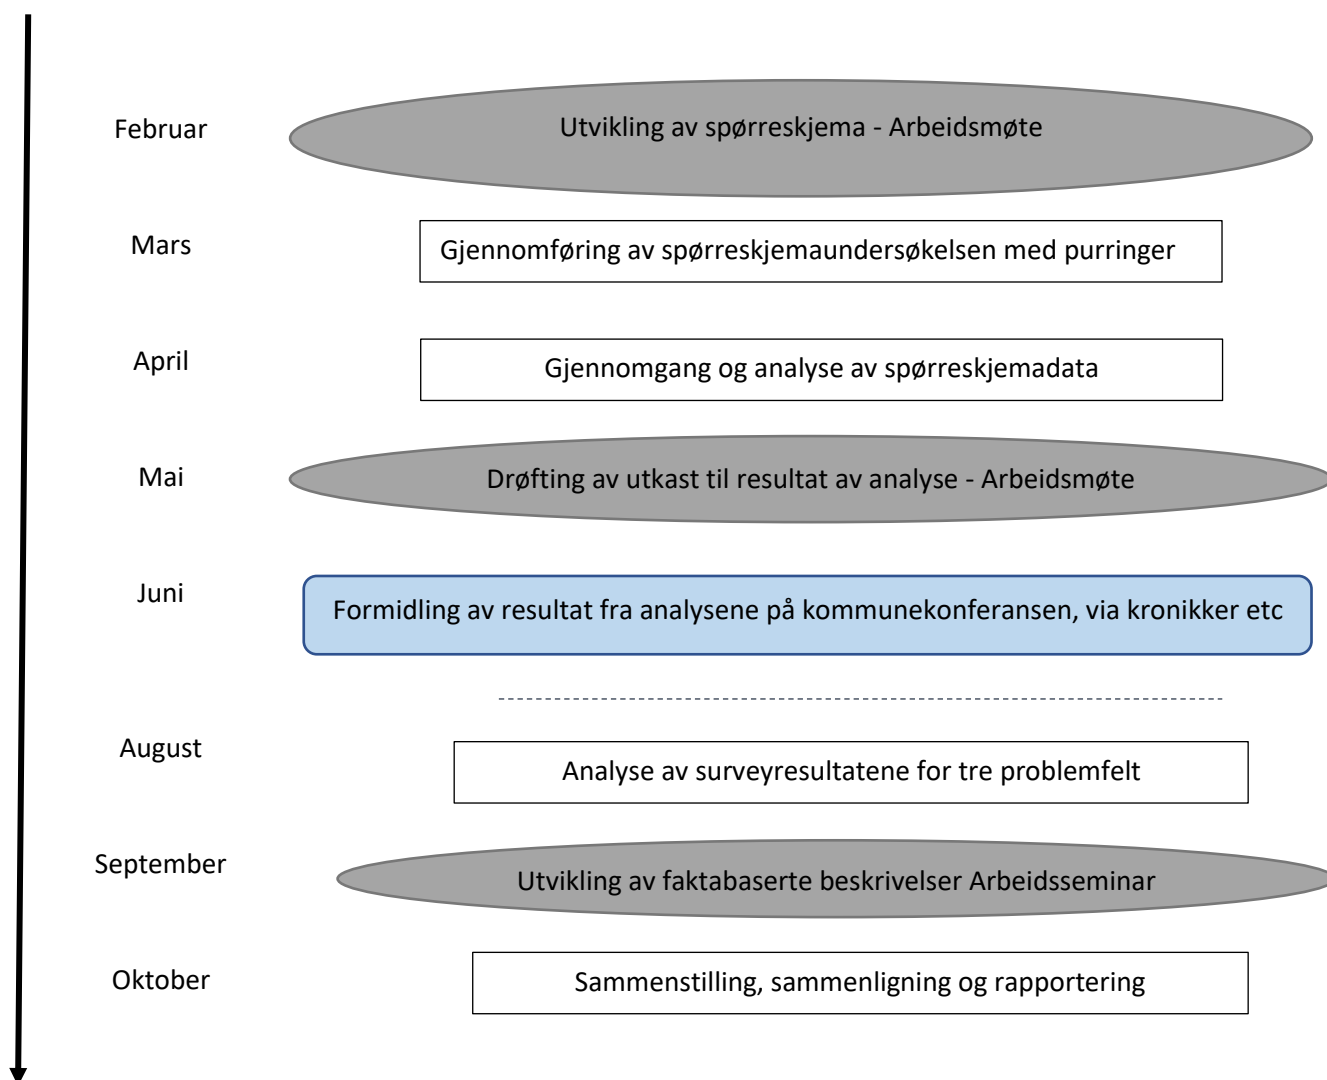 Februar
Utvikling av spørreskjema - Arbeidsmøte
Mars
Gjennomføring av spørreskjemaundersøkelsen med purringer
April
Gjennomgang og analyse av spørreskjemadata
Mai
Drøfting av utkast til resultat av analyse - Arbeidsmøte
Juni
Formidling av resultat fra analysene på kommunekonferansen, via kronikker etc
August
Analyse av surveyresultatene for tre problemfelt
September
Utvikling av faktabaserte beskrivelser Arbeidsseminar
Oktober
Sammenstilling, sammenligning og rapportering